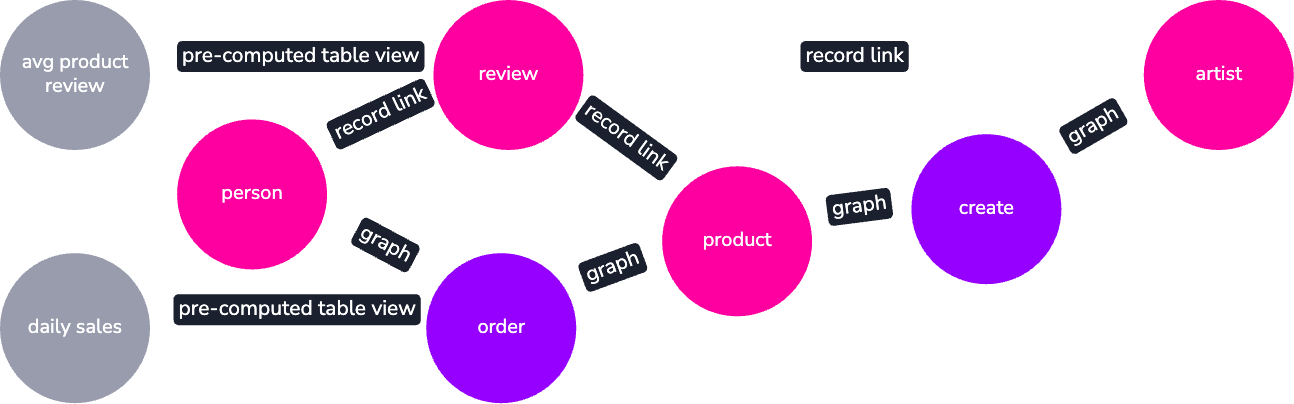 avg product
review
pre-computed table view
review
record link
artist
record link
record link
graph
person
graph
create
product
graph
graph
daily sales
pre-computed table view
order